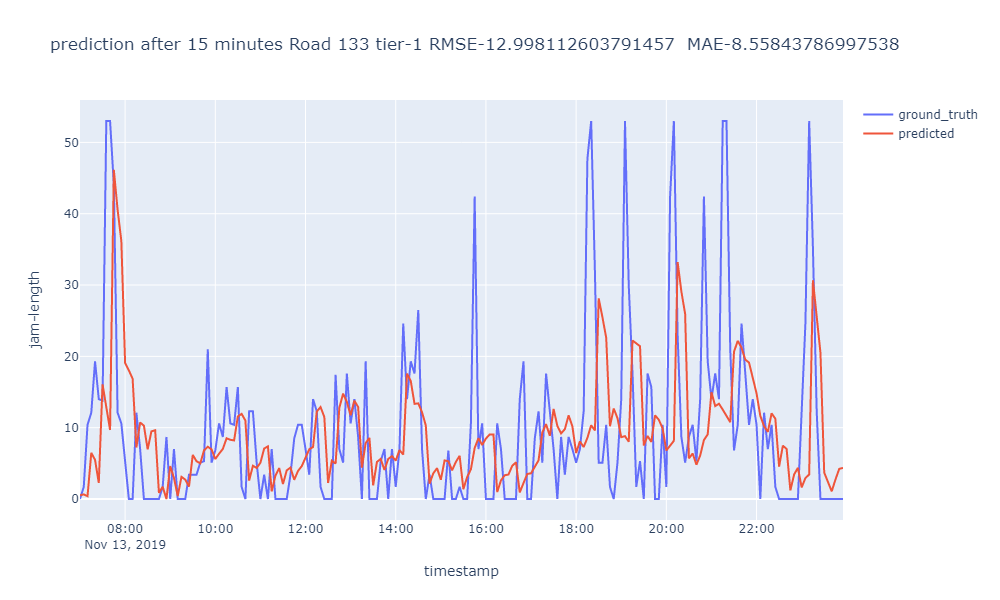 prediction after 15 minutes Road 133 tier-1 RMSE-12.998112603791457  MAE-8.55843786997538
ground_truth
predicted
50
40
30
20
10
0
jam-length
08:00 10:00 12:00 14:00 16:00 18:00 20:00 22:00
Nov 13, 2019
timestamp